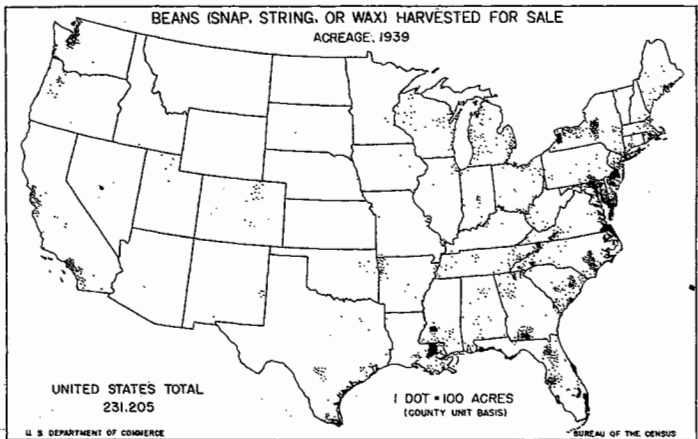 BEANS (SNAP, STRING, OR WAX) HARVESTED FOR SALE
ACREAGE, 1939
UNITED STATES TOTAL
231,205
1 DOT = 100 ACRES
(COUNTY UNIT BASIS)
U. S. DEPARTMENT OF COMMERCE
BUREAU OF THE CENSUS